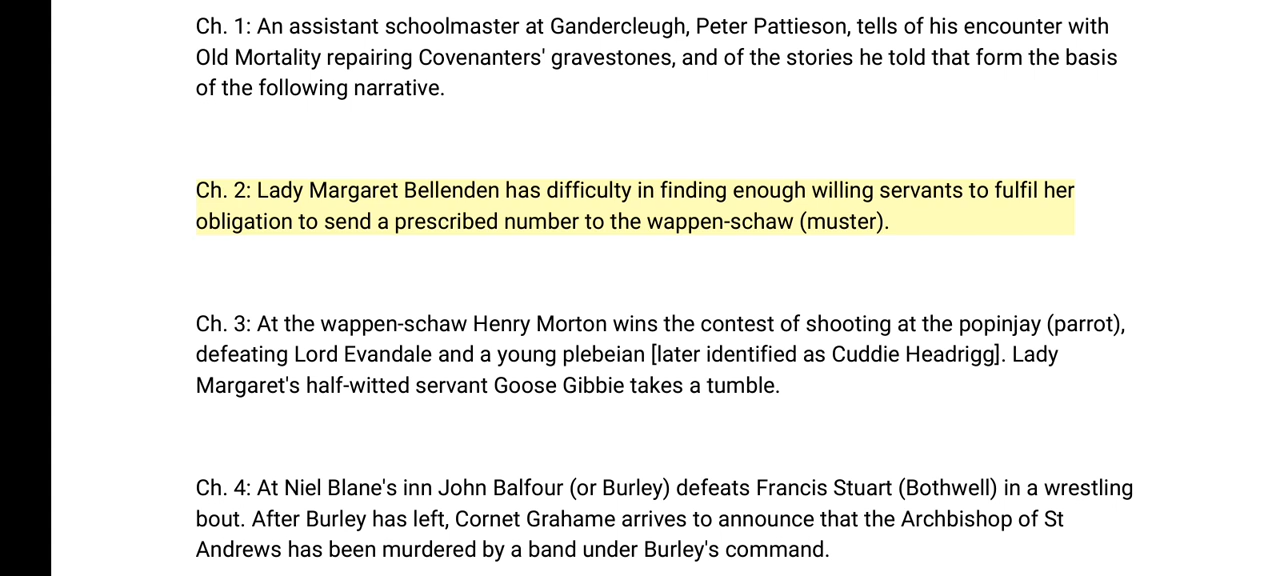 Ch. 1: An assistant schoolmaster at Gandercleugh, Peter Pattieson, tells of his encounter with
Old Mortality repairing Covenanters' gravestones, and of the stories he told that form the basis
of the following narrative.
Ch. 2: Lady Margaret Bellenden has difficulty in finding enough willing servants to fulfil her
obligation to send a prescribed number to the wappen-schaw (muster).
Ch. 3: At the wappen-schaw Henry Morton wins the contest of shooting at the popinjay (parrot),
defeating Lord Evandale and a young plebeian [later identified as Cuddie Headrigg]. Lady
Margaret's half-witted servant Goose Gibbie takes a tumble.
Ch. 4: At Niel Blane's inn John Balfour (or Burley) defeats Francis Stuart (Bothwell) in a wrestling
bout. After Burley has left, Cornet Grahame arrives to announce that the Archbishop of St
Andrews has been murdered by a band under Burley's command.